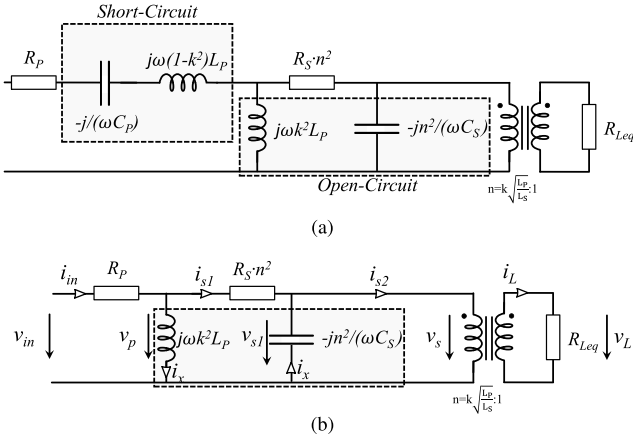 Short-Circuit
R_P
jω(1-k²)L_P
R_S·n²
-j/(ωC_P)
jωk²L_P
-jn²/(ωC_S)
R_Leq
Open-Circuit
n=k√(L_P/L_S):1
(a)
i_in
R_P
i_s1
R_S·n²
i_s2
i_L
v_in
v_p
jωk²L_P
v_s1
-jn²/(ωC_S)
v_s
R_Leq
v_L
i_x
i_x
n=k√(L_P/L_S):1
(b)